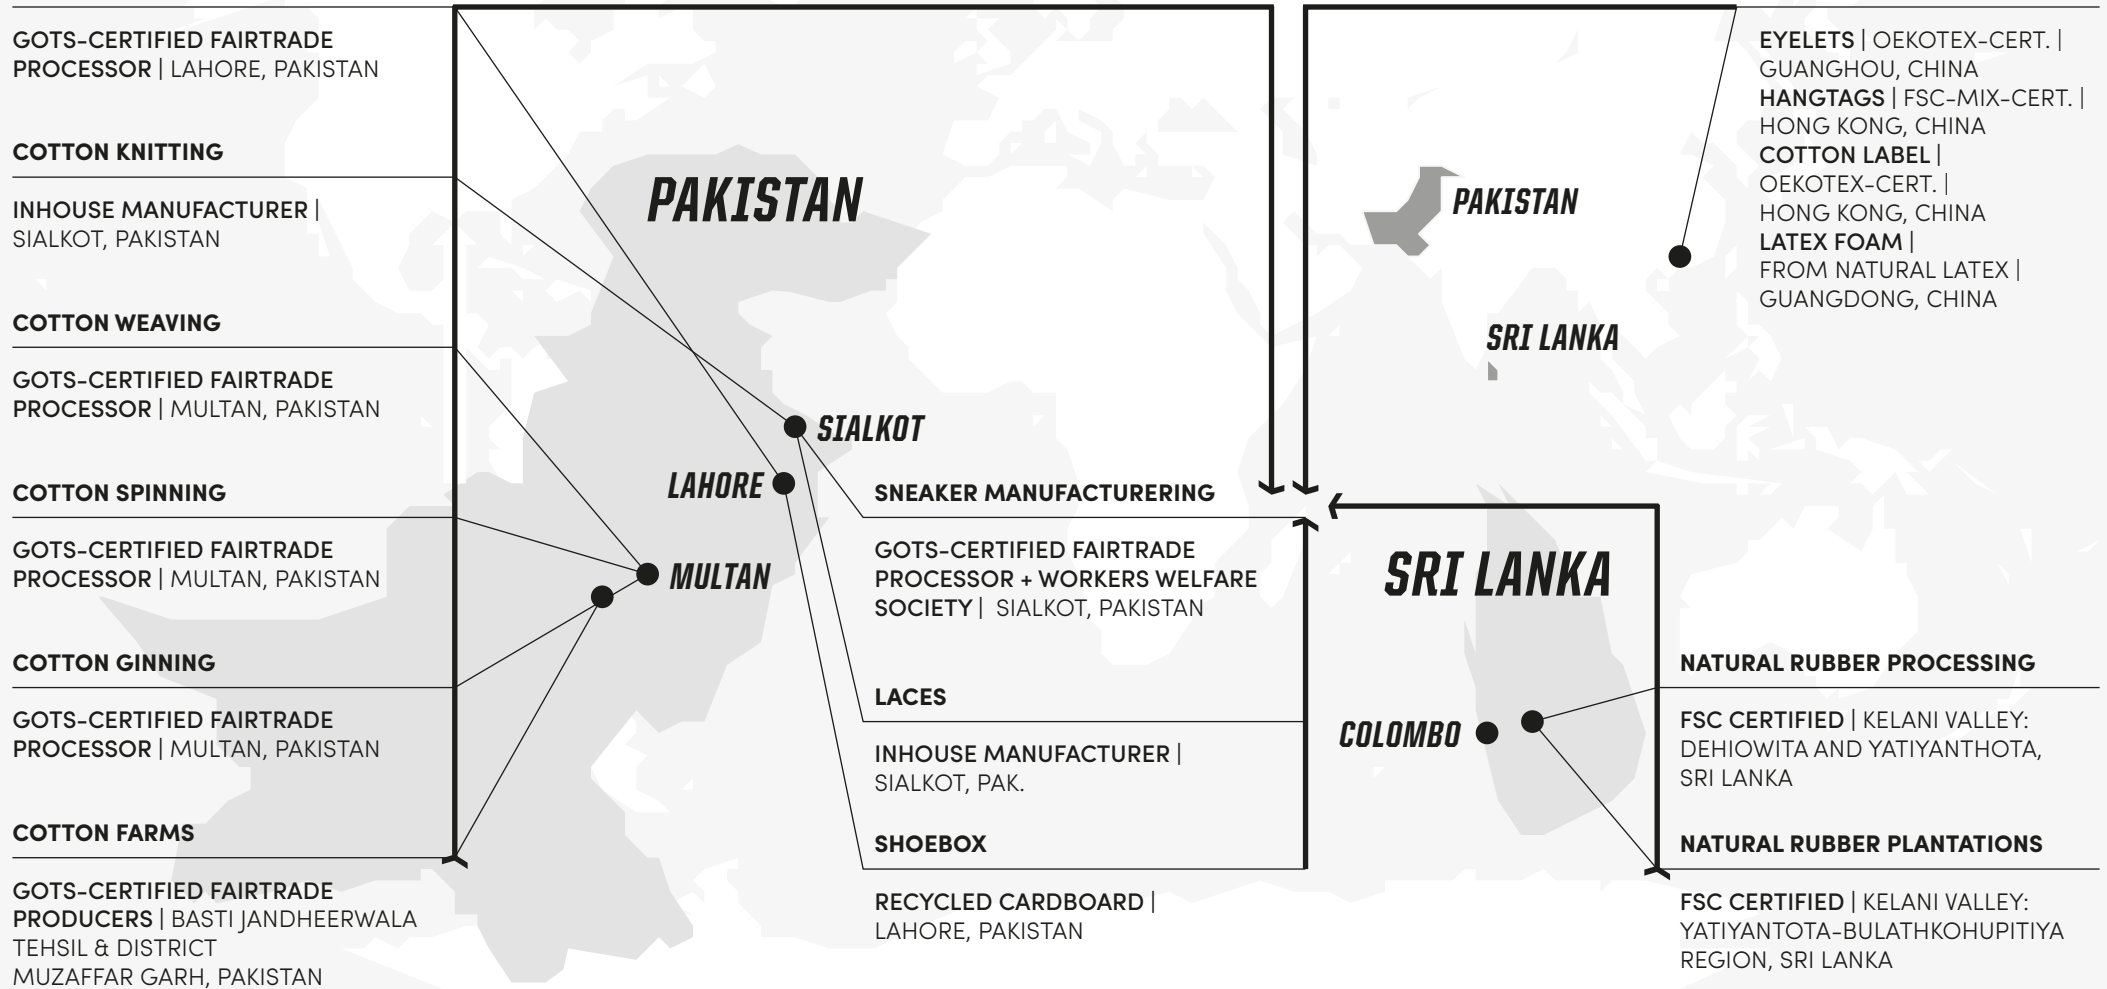 GOTS-CERTIFIED FAIRTRADE
PROCESSOR | LAHORE, PAKISTAN
COTTON KNITTING
INHOUSE MANUFACTURER |
SIALKOT, PAKISTAN
COTTON WEAVING
GOTS-CERTIFIED FAIRTRADE
PROCESSOR | MULTAN, PAKISTAN
COTTON SPINNING
GOTS-CERTIFIED FAIRTRADE
PROCESSOR | MULTAN, PAKISTAN
COTTON GINNING
GOTS-CERTIFIED FAIRTRADE
PROCESSOR | MULTAN, PAKISTAN
COTTON FARMS
GOTS-CERTIFIED FAIRTRADE
PRODUCERS | BASTI JANDHEERWALA
TEHSIL & DISTRICT
MUZAFFAR GARH, PAKISTAN
PAKISTAN
SIALKOT
LAHORE
MULTAN
SNEAKER MANUFACTURERING
GOTS-CERTIFIED FAIRTRADE
PROCESSOR + WORKERS WELFARE
SOCIETY | SIALKOT, PAKISTAN
LACES
INHOUSE MANUFACTURER |
SIALKOT, PAK.
SHOEBOX
RECYCLED CARDBOARD |
LAHORE, PAKISTAN
PAKISTAN
SRI LANKA
SRI LANKA
COLOMBO
EYELETS | OEKOTEX-CERT. |
GUANGHOU, CHINA
HANGTAGS | FSC-MIX-CERT. |
HONG KONG, CHINA
COTTON LABEL |
OEKOTEX-CERT. |
HONG KONG, CHINA
LATEX FOAM |
FROM NATURAL LATEX |
GUANGDONG, CHINA
NATURAL RUBBER PROCESSING
FSC CERTIFIED | KELANI VALLEY:
DEHIOWITA AND YATIYANTHOTA,
SRI LANKA
NATURAL RUBBER PLANTATIONS
FSC CERTIFIED | KELANI VALLEY:
YATIYANTOTA-BULATHKOHUPITIYA
REGION, SRI LANKA